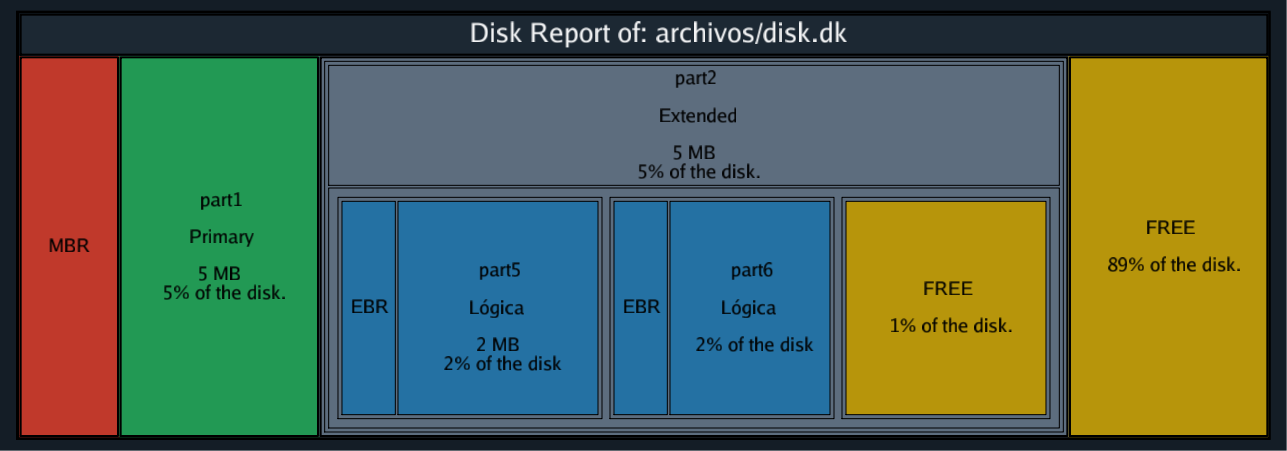 Disk Report of: archivos/disk.dk
MBR
part1
Primary
5 MB
5% of the disk.
part2
Extended
5 MB
5% of the disk.
EBR
part5
Lógica
2 MB
2% of the disk
EBR
part6
Lógica
2% of the disk
FREE
1% of the disk.
FREE
89% of the disk.